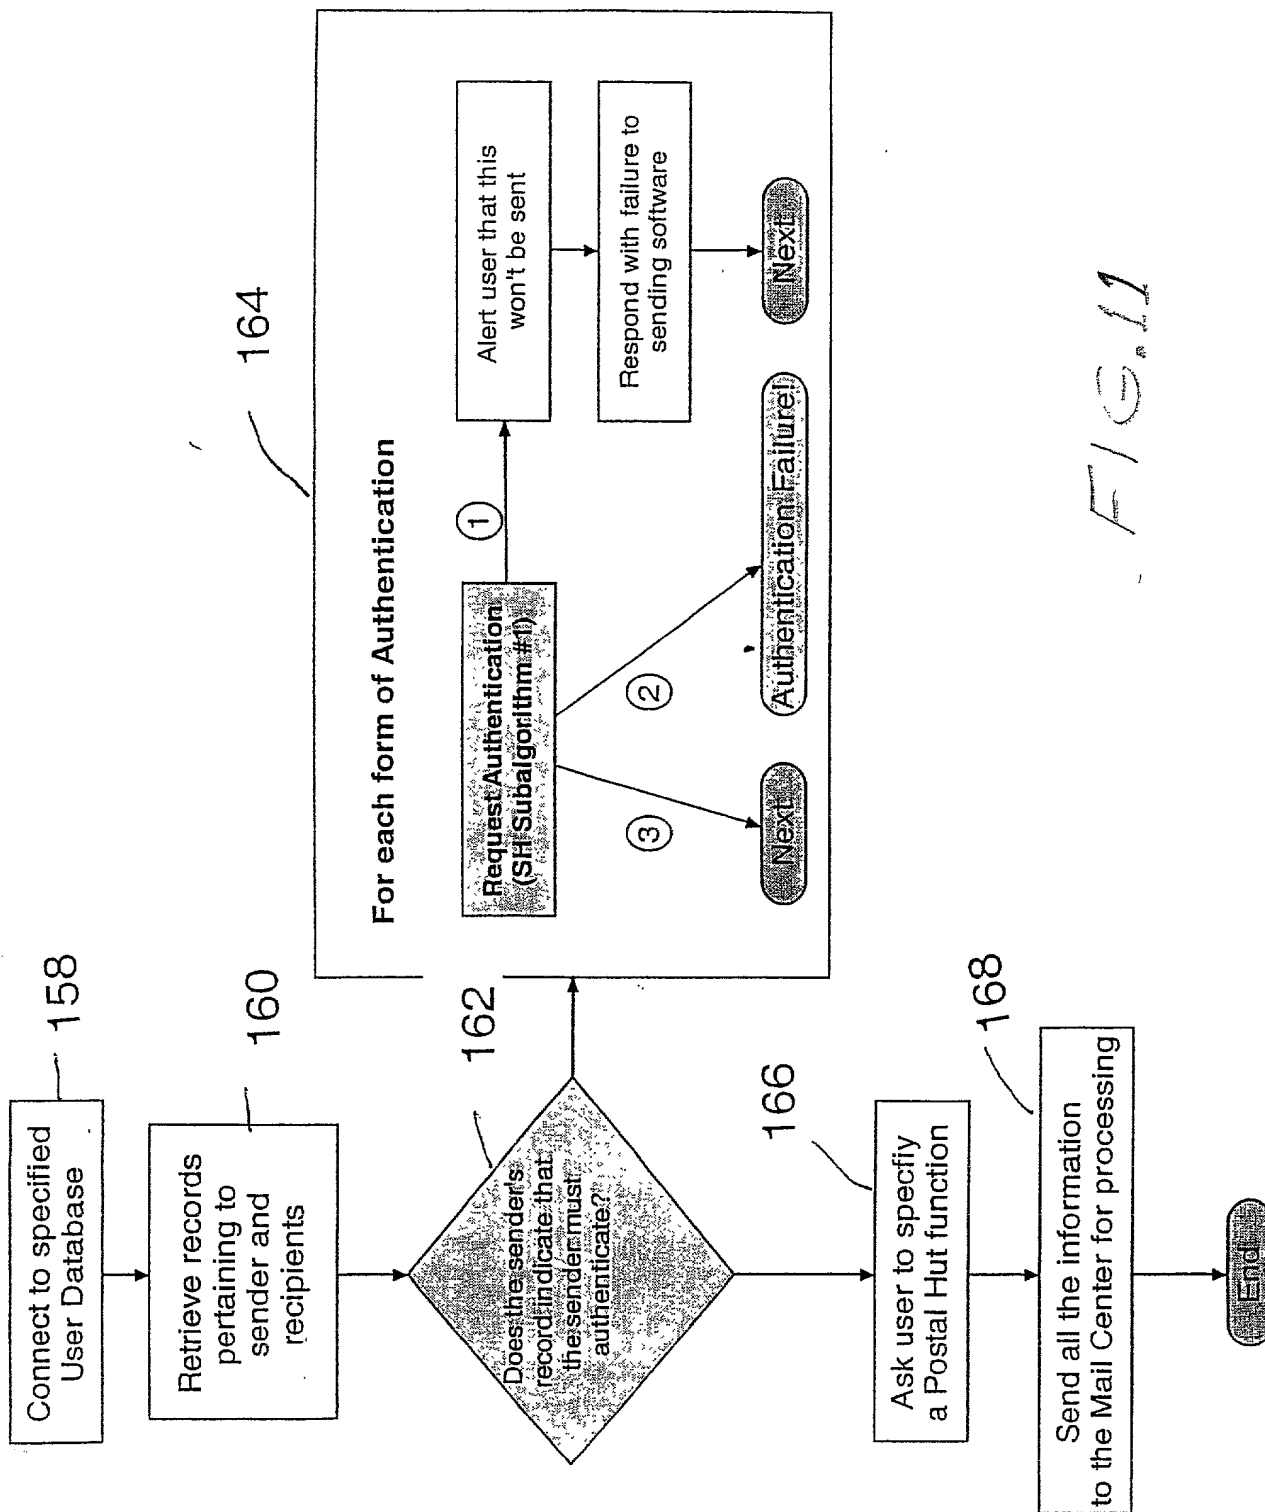 Connect to specified
User Database
158
Retrieve records
pertaining to
sender and
recipients
160
Does the sender's
record indicate that
the sender must
authenticate?
162
164
For each form of Authentication
Request Authentication
(SH Subalgorithm #1)
1
Alert user that this
won't be sent
Respond with failure to
sending software
Next
2
Authentication Failure!
3
Next
Ask user to specfiy
a Postal Hut function
166
Send all the information
to the Mail Center for processing
168
End
FIG.11